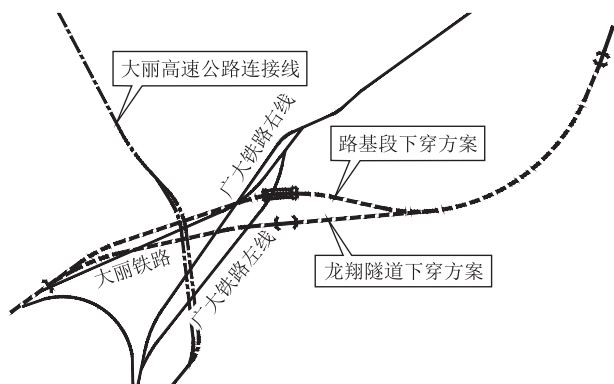 大丽高速公路连接线
广大铁路右线
路基段下穿方案
大丽铁路
广大铁路左线
龙翔隧道下穿方案